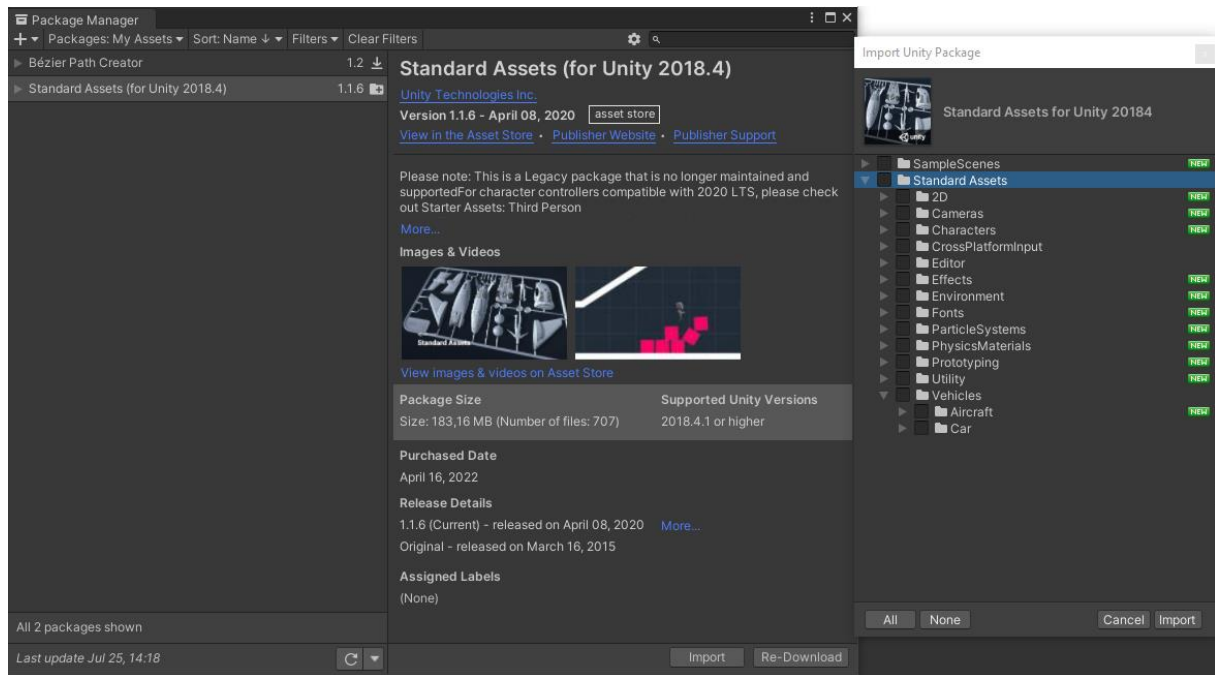 Package Manager
Packages: My Assets Sort: Name ↓ Filters Clear Filters
Bézier Path Creator 1.2
Standard Assets (for Unity 2018.4) 1.1.6
All 2 packages shown
Last update Jul 25, 14:18
Standard Assets (for Unity 2018.4)
Unity Technologies Inc.
Version 1.1.6 - April 08, 2020 asset store
View in the Asset Store • Publisher Website • Publisher Support
Please note: This is a Legacy package that is no longer maintained and
supportedFor character controllers compatible with 2020 LTS, please check
out Starter Assets: Third Person
More...
Images & Videos
Standard Assets
View images & videos on Asset Store
Package Size Supported Unity Versions
Size: 183,16 MB (Number of files: 707) 2018.4.1 or higher
Purchased Date
April 16, 2022
Release Details
1.1.6 (Current) - released on April 08, 2020 More...
Original - released on March 16, 2015
Assigned Labels
(None)
Import Re-Download
Import Unity Package
unity
Standard Assets for Unity 20184
SampleScenes NEW
Standard Assets
2D NEW
Cameras NEW
Characters NEW
CrossPlatformInput
Editor
Effects NEW
Environment NEW
Fonts NEW
ParticleSystems NEW
PhysicsMaterials NEW
Prototyping NEW
Utility NEW
Vehicles
Aircraft NEW
Car
All None Cancel Import